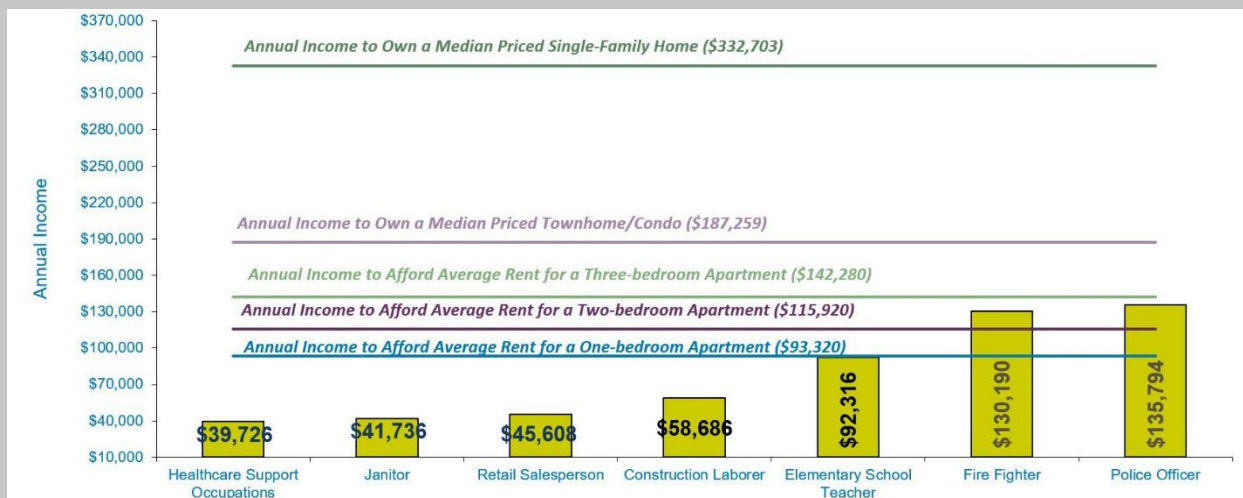 $370,000
$340,000
$310,000
$280,000
$250,000
$220,000
$190,000
$160,000
$130,000
$100,000
$70,000
$40,000
$10,000
Annual Income
Annual Income to Own a Median Priced Single-Family Home ($332,703)
Annual Income to Own a Median Priced Townhome/Condo ($187,259)
Annual Income to Afford Average Rent for a Three-bedroom Apartment ($142,280)
Annual Income to Afford Average Rent for a Two-bedroom Apartment ($115,920)
Annual Income to Afford Average Rent for a One-bedroom Apartment ($93,320)
$39,726
$41,736
$45,608
$58,686
$92,316
$130,190
$135,794
Healthcare Support
Occupations
Janitor
Retail Salesperson
Construction Laborer
Elementary School
Teacher
Fire Fighter
Police Officer